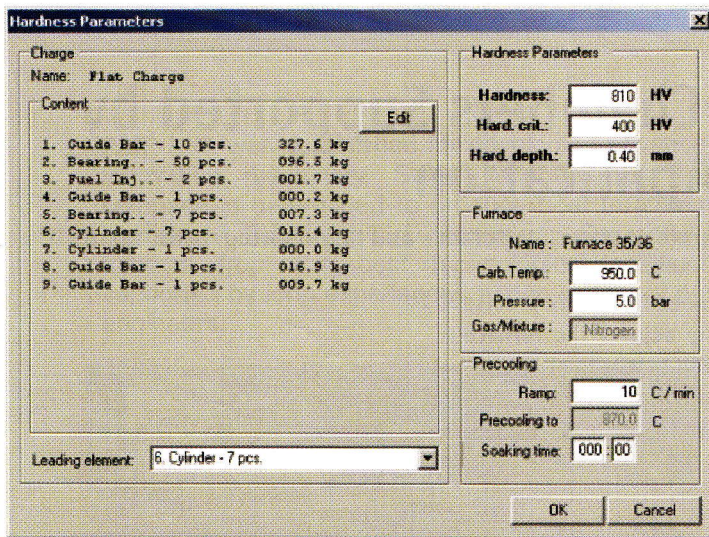 Hardness Parameters
Charge
Name: Flat Charge
Content
Edit
1. Guide Bar - 10 pcs. 327.6 kg
2. Bearing.. - 50 pcs. 096.5 kg
3. Fuel Inj.. - 2 pcs. 001.7 kg
4. Guide Bar - 1 pcs. 000.2 kg
5. Bearing.. - 7 pcs. 007.3 kg
6. Cylinder - 7 pcs. 015.4 kg
7. Cylinder - 1 pcs. 000.0 kg
8. Guide Bar - 1 pcs. 016.9 kg
9. Guide Bar - 1 pcs. 009.7 kg
Leading element: 6. Cylinder - 7 pcs.
Hardness Parameters
Hardness: 810 HV
Hard. crit.: 400 HV
Hard. depth.: 0.40 mm
Furnace
Name : Furnace 35/36
Carb.Temp.: 950.0 C
Pressure : 5.0 bar
Gas/Mixture : Nitrogen
Precooling
Ramp: 10 C / min
Precooling to 870.0 C
Soaking time: 000 : 00
OK Cancel